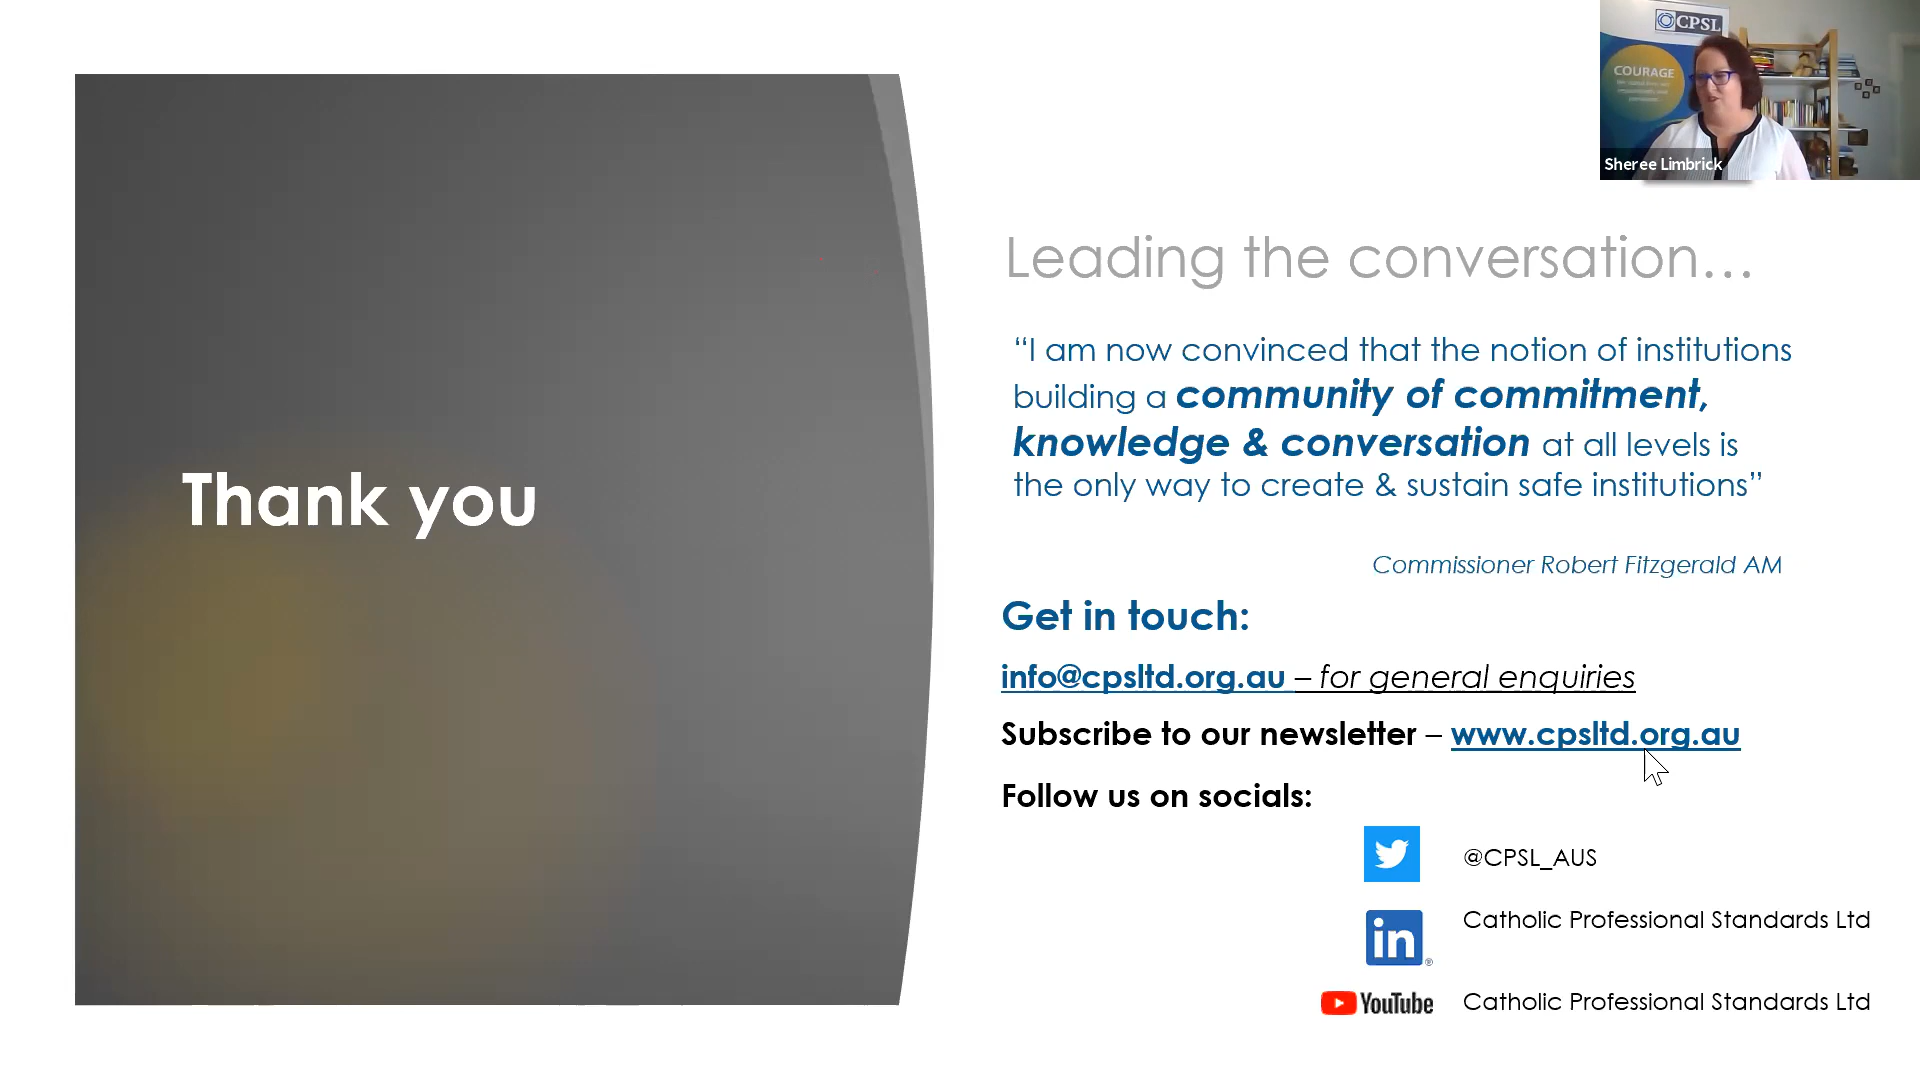 CPSL
COURAGE
Sheree Limbrick
Leading the conversation...
“I am now convinced that the notion of institutions
building a community of commitment,
knowledge & conversation at all levels is
the only way to create & sustain safe institutions”
Thank you
Commissioner Robert Fitzgerald AM
Get in touch:
info@cpsltd.org.au – for general enquiries
Subscribe to our newsletter – www.cpsltd.org.au
Follow us on socials:
@CPSL_AUS
in®
Catholic Professional Standards Ltd
YouTube
Catholic Professional Standards Ltd